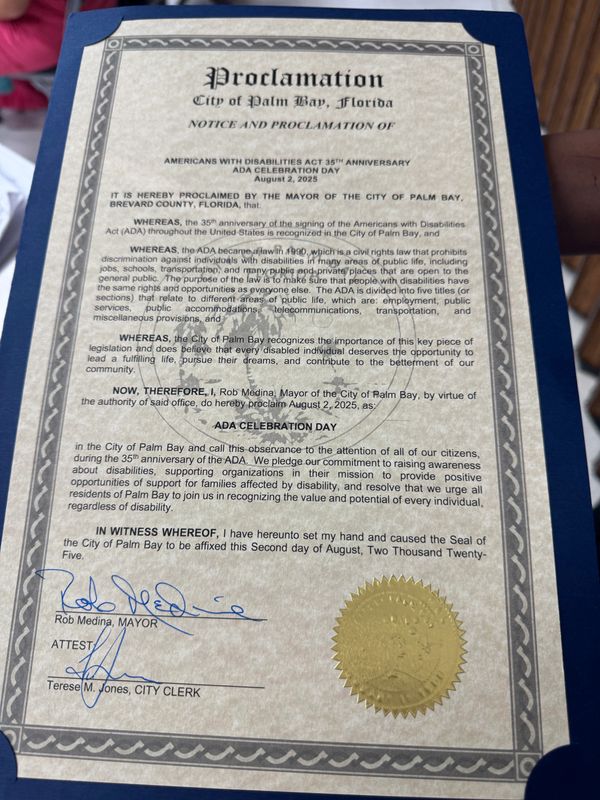 Proclamation
City of Palm Bay, Florida
NOTICE AND PROCLAMATION OF
AMERICANS WITH DISABILITIES ACT 35TH ANNIVERSARY
ADA CELEBRATION DAY
August 2, 2025
IT IS HEREBY PROCLAIMED BY THE MAYOR OF THE CITY OF PALM BAY,
BREVARD COUNTY, FLORIDA, that
WHEREAS, the 35th anniversary of the signing of the Americans with Disabilities
Act (ADA) throughout the United States is recognized in the City of Palm Bay, and
WHEREAS, the ADA became a law in 1990, which is a civil rights law that prohibits
discrimination against individuals with disabilities in many areas of public life, including
jobs, schools, transportation, and many public and private places that are open to the
general public. The purpose of the law is to make sure that people with disabilities have
the same rights and opportunities as everyone else. The ADA is divided into five titles (or
sections) that relate to different areas of public life, which are: employment, public
services, public accommodations, telecommunications, transportation, and
miscellaneous provisions, and
WHEREAS, the City of Palm Bay recognizes the importance of this key piece of
legislation and does believe that every disabled individual deserves the opportunity to
lead a fulfilling life, pursue their dreams, and contribute to the betterment of our
community.
NOW, THEREFORE, I, Rob Medina, Mayor of the City of Palm Bay, by virtue of
the authority of said office, do hereby proclaim August 2, 2025, as:
ADA CELEBRATION DAY
in the City of Palm Bay and call this observance to the attention of all of our citizens,
during the 35th anniversary of the ADA. We pledge our commitment to raising awareness
about disabilities, supporting organizations in their mission to provide positive
opportunities of support for families affected by disability, and resolve that we urge all
residents of Palm Bay to join us in recognizing the value and potential of every individual,
regardless of disability.
IN WITNESS WHEREOF, I have hereunto set my hand and caused the Seal of
the City of Palm Bay to be affixed this Second day of August, Two Thousand Twenty-
Five.
Rob Medina
Rob Medina, MAYOR
ATTEST
Terese M. Jones, CITY CLERK